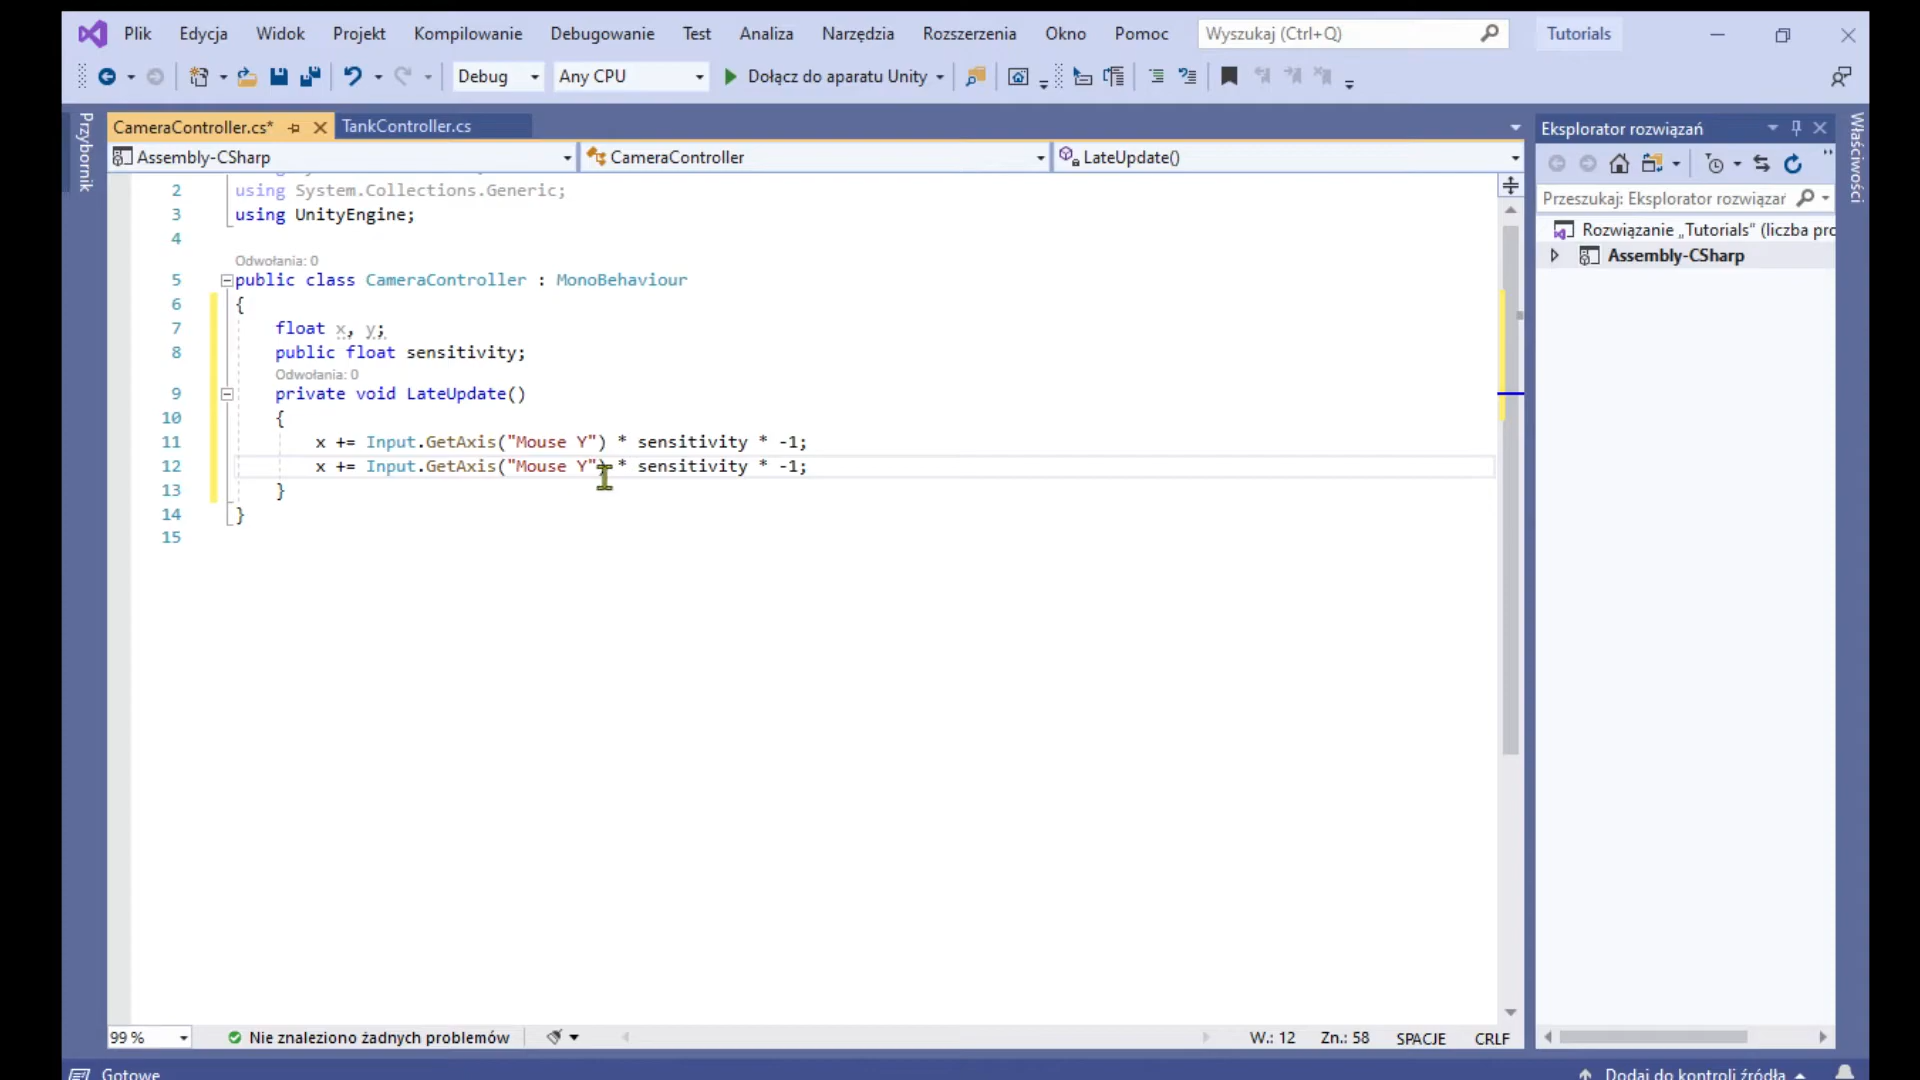 Plik Edycja Widok Projekt Kompilowanie Debugowanie Test Analiza Narzędzia Rozszerzenia Okno Pomoc Wyszukaj (Ctrl+Q) Tutorials
Debug Any CPU Dołącz do aparatu Unity
Przybornik
CameraController.cs* TankController.cs
Assembly-CSharp CameraController LateUpdate()
2 using System.Collections.Generic;
3 using UnityEngine;
4
Odwołania: 0
5 public class CameraController : MonoBehaviour
6 {
7 float x, y;
8 public float sensitivity;
Odwołania: 0
9 private void LateUpdate()
10 {
11 x += Input.GetAxis("Mouse Y") * sensitivity * -1;
12 x += Input.GetAxis("Mouse Y") * sensitivity * -1;
13 }
14 }
15
99 % Nie znaleziono żadnych problemów W.: 12 Zn.: 58 SPACJE CRLF
Eksplorator rozwiązań
Przeszukaj: Eksplorator rozwiązar
Rozwiązanie „Tutorials” (liczba pro
Assembly-CSharp
Właściwości
Gotowe Dodaj do kontroli źródła